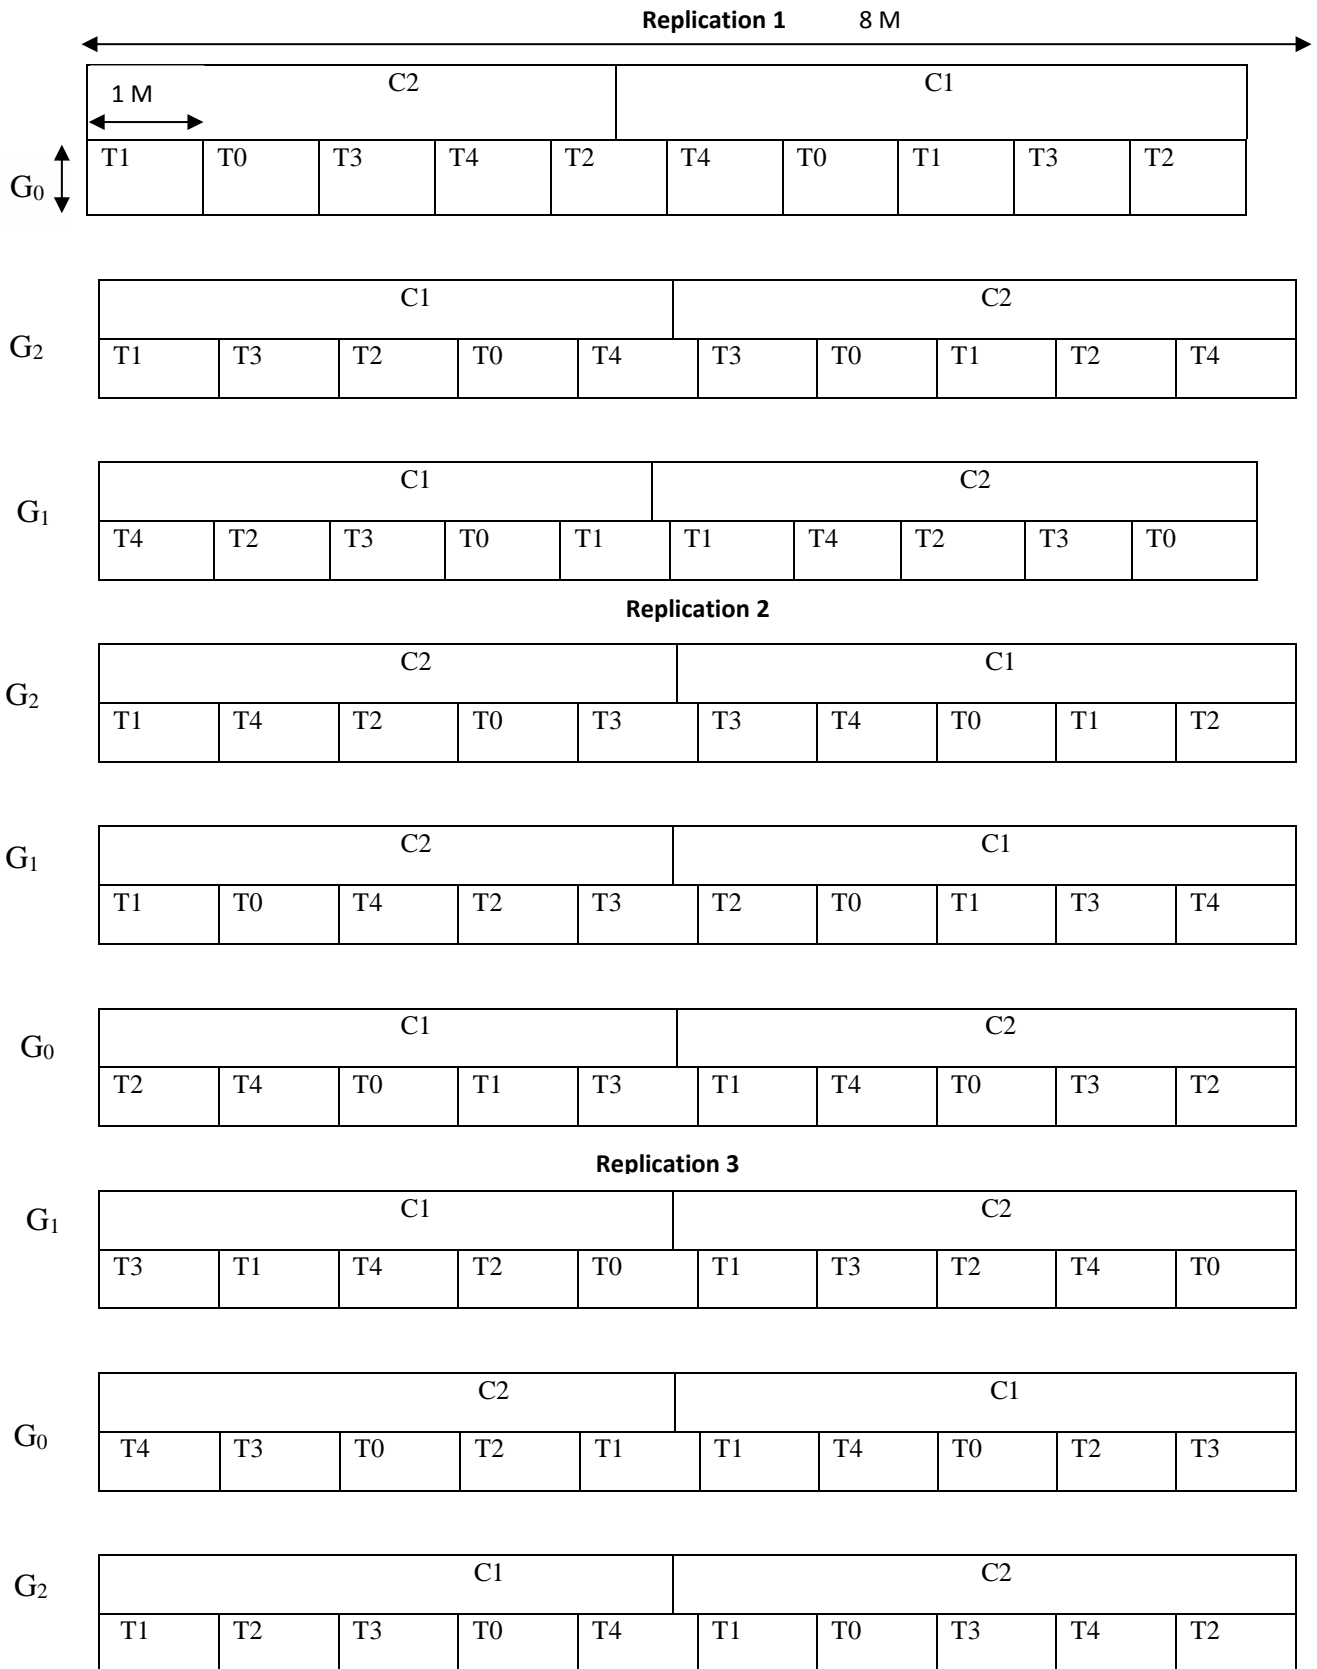 Replication 1 8 M
C2 C1
1 M
T1 T0 T3 T4 T2 T4 T0 T1 T3 T2
G0
C1 C2
G2
T1 T3 T2 T0 T4 T3 T0 T1 T2 T4
C1 C2
G1
T4 T2 T3 T0 T1 T1 T4 T2 T3 T0
Replication 2
C2 C1
G2
T1 T4 T2 T0 T3 T3 T4 T0 T1 T2
C2 C1
G1
T1 T0 T4 T2 T3 T2 T0 T1 T3 T4
C1 C2
G0
T2 T4 T0 T1 T3 T1 T4 T0 T3 T2
Replication 3
C1 C2
G1
T3 T1 T4 T2 T0 T1 T3 T2 T4 T0
C2 C1
G0
T4 T3 T0 T2 T1 T1 T4 T0 T2 T3
C1 C2
G2
T1 T2 T3 T0 T4 T1 T0 T3 T4 T2